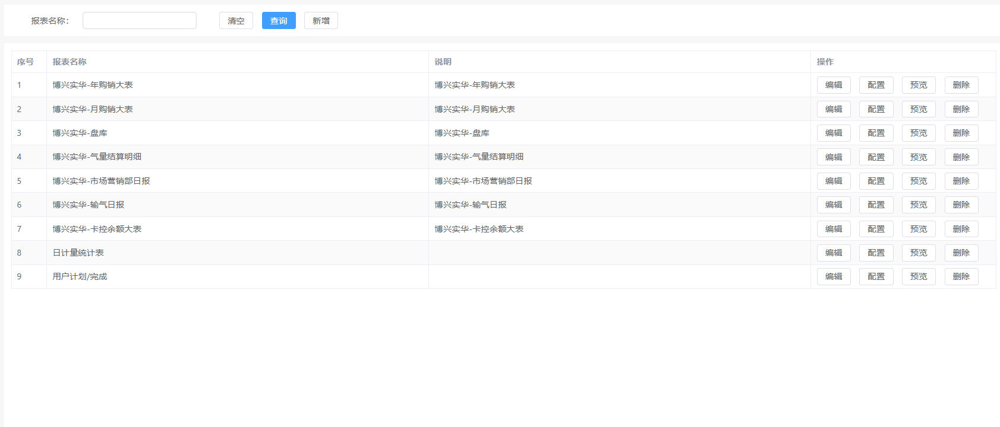 报表名称： 清空 查询 新增
序号 报表名称 说明 操作
1 博兴实华-年购销大表 博兴实华-年购销大表 编辑 配置 预览 删除
2 博兴实华-月购销大表 博兴实华-月购销大表 编辑 配置 预览 删除
3 博兴实华-盘库 博兴实华-盘库 编辑 配置 预览 删除
4 博兴实华-气量结算明细 博兴实华-气量结算明细 编辑 配置 预览 删除
5 博兴实华-市场营销部日报 博兴实华-市场营销部日报 编辑 配置 预览 删除
6 博兴实华-输气日报 博兴实华-输气日报 编辑 配置 预览 删除
7 博兴实华-卡控余额大表 博兴实华-卡控余额大表 编辑 配置 预览 删除
8 日计量统计表 编辑 配置 预览 删除
9 用户计划/完成 编辑 配置 预览 删除